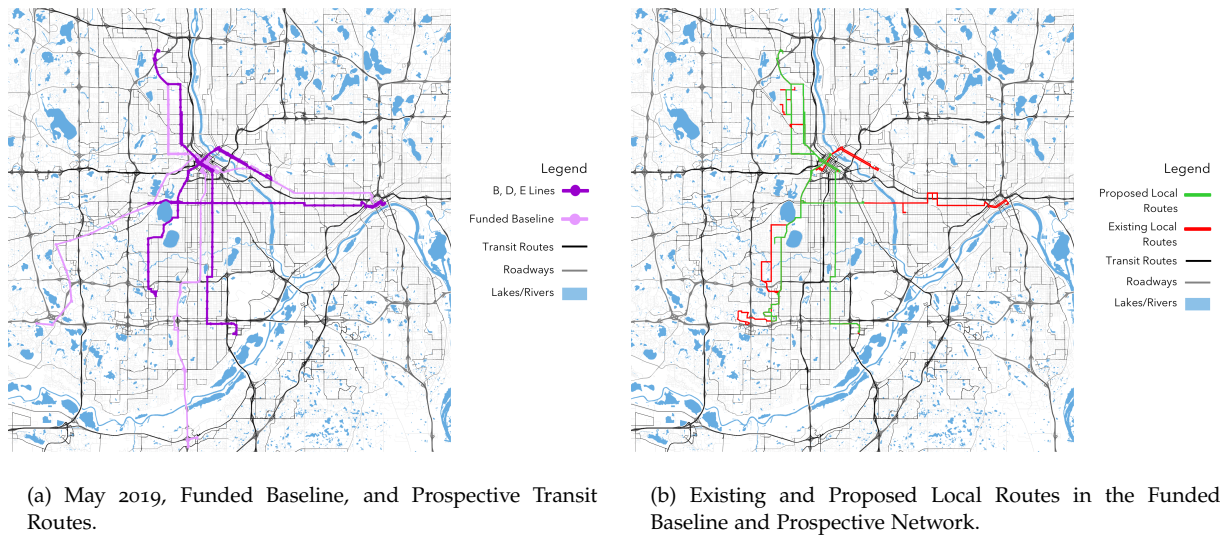 Legend
B, D, E Lines
Funded Baseline
Transit Routes
Roadways
Lakes/Rivers
Legend
Proposed Local
Routes
Existing Local
Routes
Transit Routes
Roadways
Lakes/Rivers
(a) May 2019, Funded Baseline, and Prospective Transit
Routes.
(b) Existing and Proposed Local Routes in the Funded
Baseline and Prospective Network.